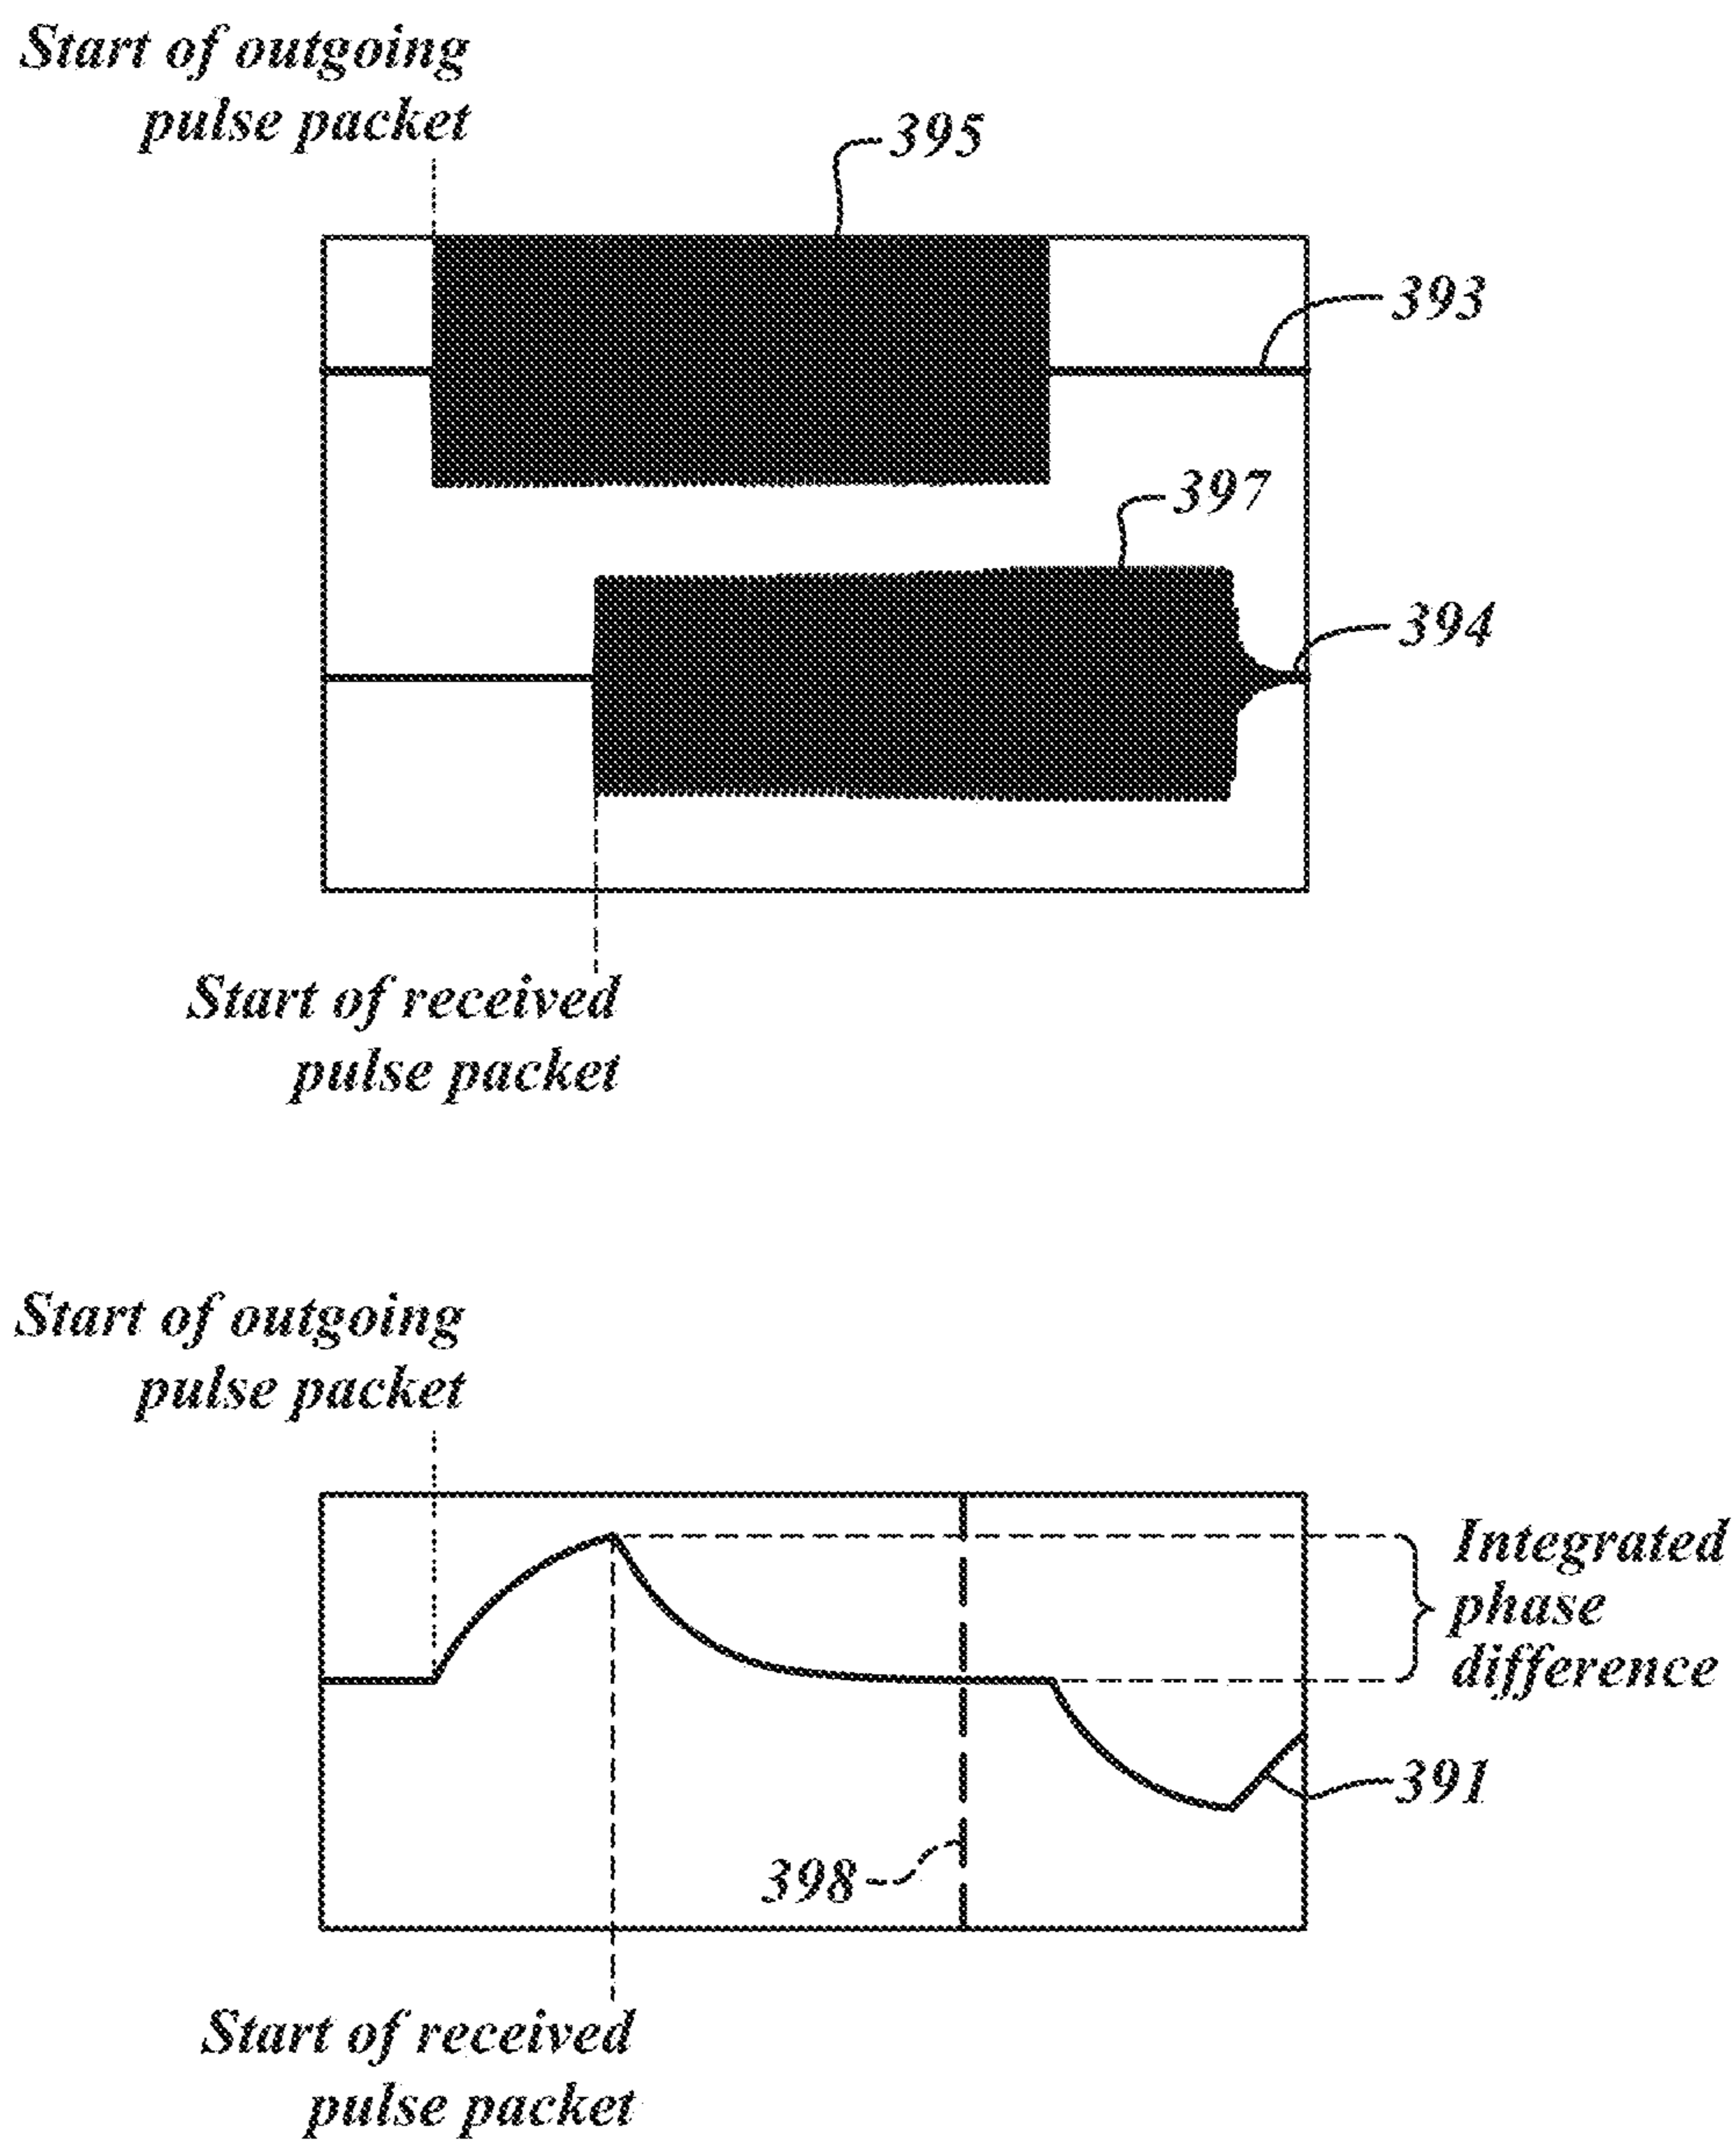 Start of outgoing
pulse packet
395
393
397
394
Start of received
pulse packet
Start of outgoing
pulse packet
Integrated
phase
difference
391
398
Start of received
pulse packet